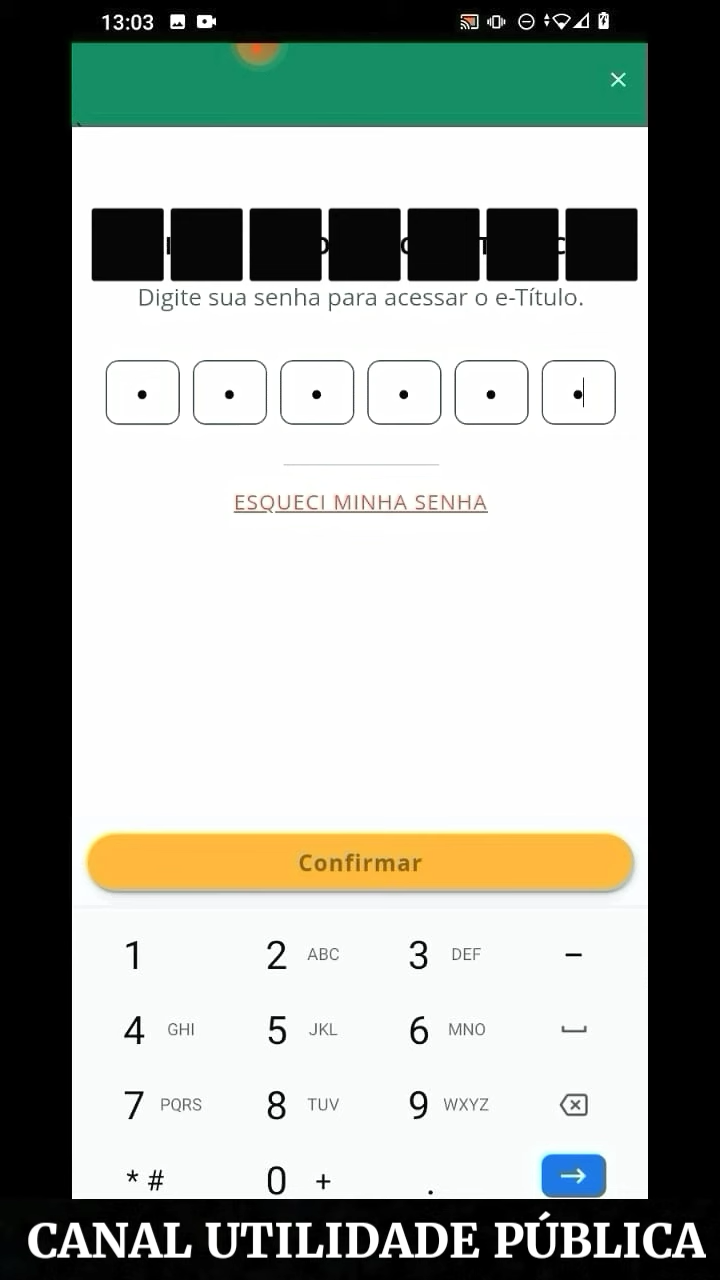 13:03
Digite sua senha para acessar o e-Título.
ESQUECI MINHA SENHA
Confirmar
1 2 ABC 3 DEF –
4 GHI 5 JKL 6 MNO
7 PQRS 8 TUV 9 WXYZ
* # 0 + .
CANAL UTILIDADE PÚBLICA